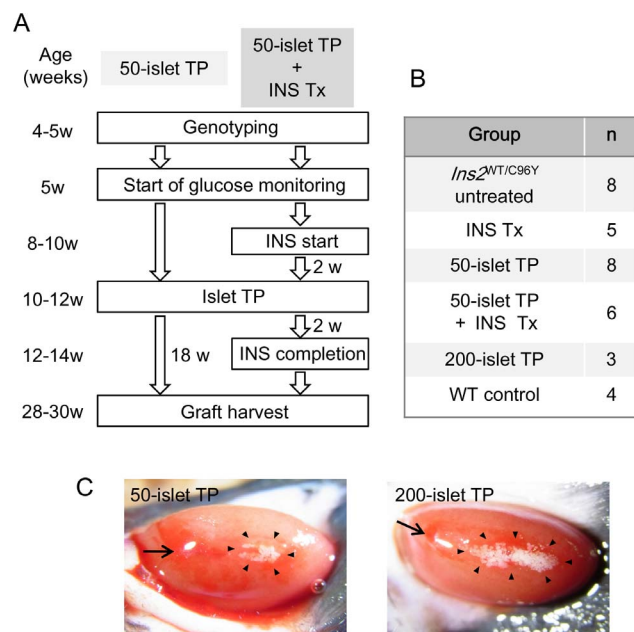 A
Age
(weeks)
50-islet TP
50-islet TP
+
INS Tx
4-5w
Genotyping
5w
Start of glucose monitoring
8-10w
INS start
2 w
10-12w
Islet TP
2 w
12-14w
18 w
INS completion
28-30w
Graft harvest
B
Group n
Ins2WT/C96Y
untreated 8
INS Tx 5
50-islet TP 8
50-islet TP
+ INS Tx 6
200-islet TP 3
WT control 4
C
50-islet TP
200-islet TP